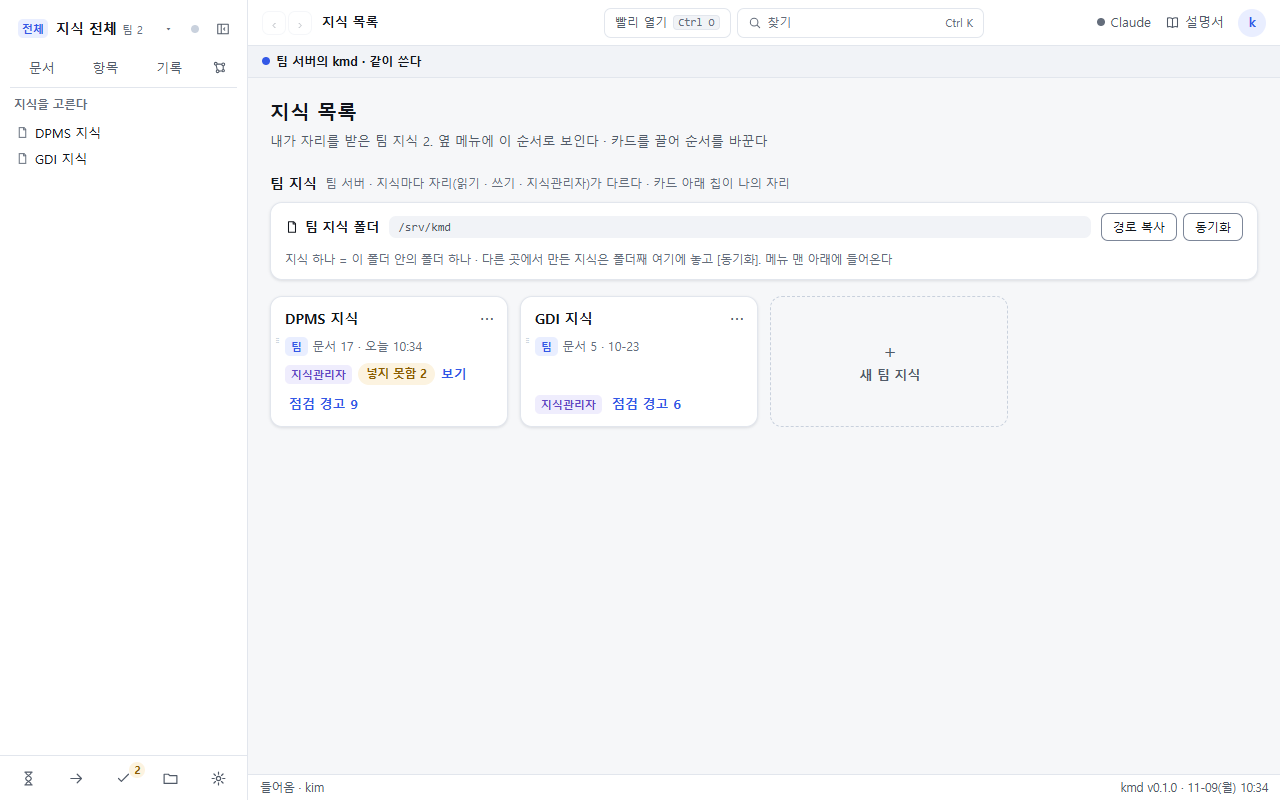 전체 지식 전체 팀 2
문서 항목 기록
지식을 고른다
DPMS 지식
GDI 지식
2
지식 목록
빨리 열기 Ctrl O
찾기 Ctrl K
Claude
설명서
k
팀 서버의 kmd · 같이 쓴다
지식 목록
내가 자리를 받은 팀 지식 2. 옆 메뉴에 이 순서로 보인다 · 카드를 끌어 순서를 바꾼다
팀 지식 팀 서버 · 지식마다 자리(읽기 · 쓰기 · 지식관리자)가 다르다 · 카드 아래 칩이 나의 자리
팀 지식 폴더 /srv/kmd 경로 복사 동기화
지식 하나 = 이 폴더 안의 폴더 하나 · 다른 곳에서 만든 지식은 폴더째 여기에 놓고 [동기화]. 메뉴 맨 아래에 들어온다
DPMS 지식 ...
팀 문서 17 · 오늘 10:34
지식관리자 넣지 못함 2 보기
점검 경고 9
GDI 지식 ...
팀 문서 5 · 10-23
지식관리자 점검 경고 6
+
새 팀 지식
들어옴 · kim
kmd v0.1.0 · 11-09(월) 10:34